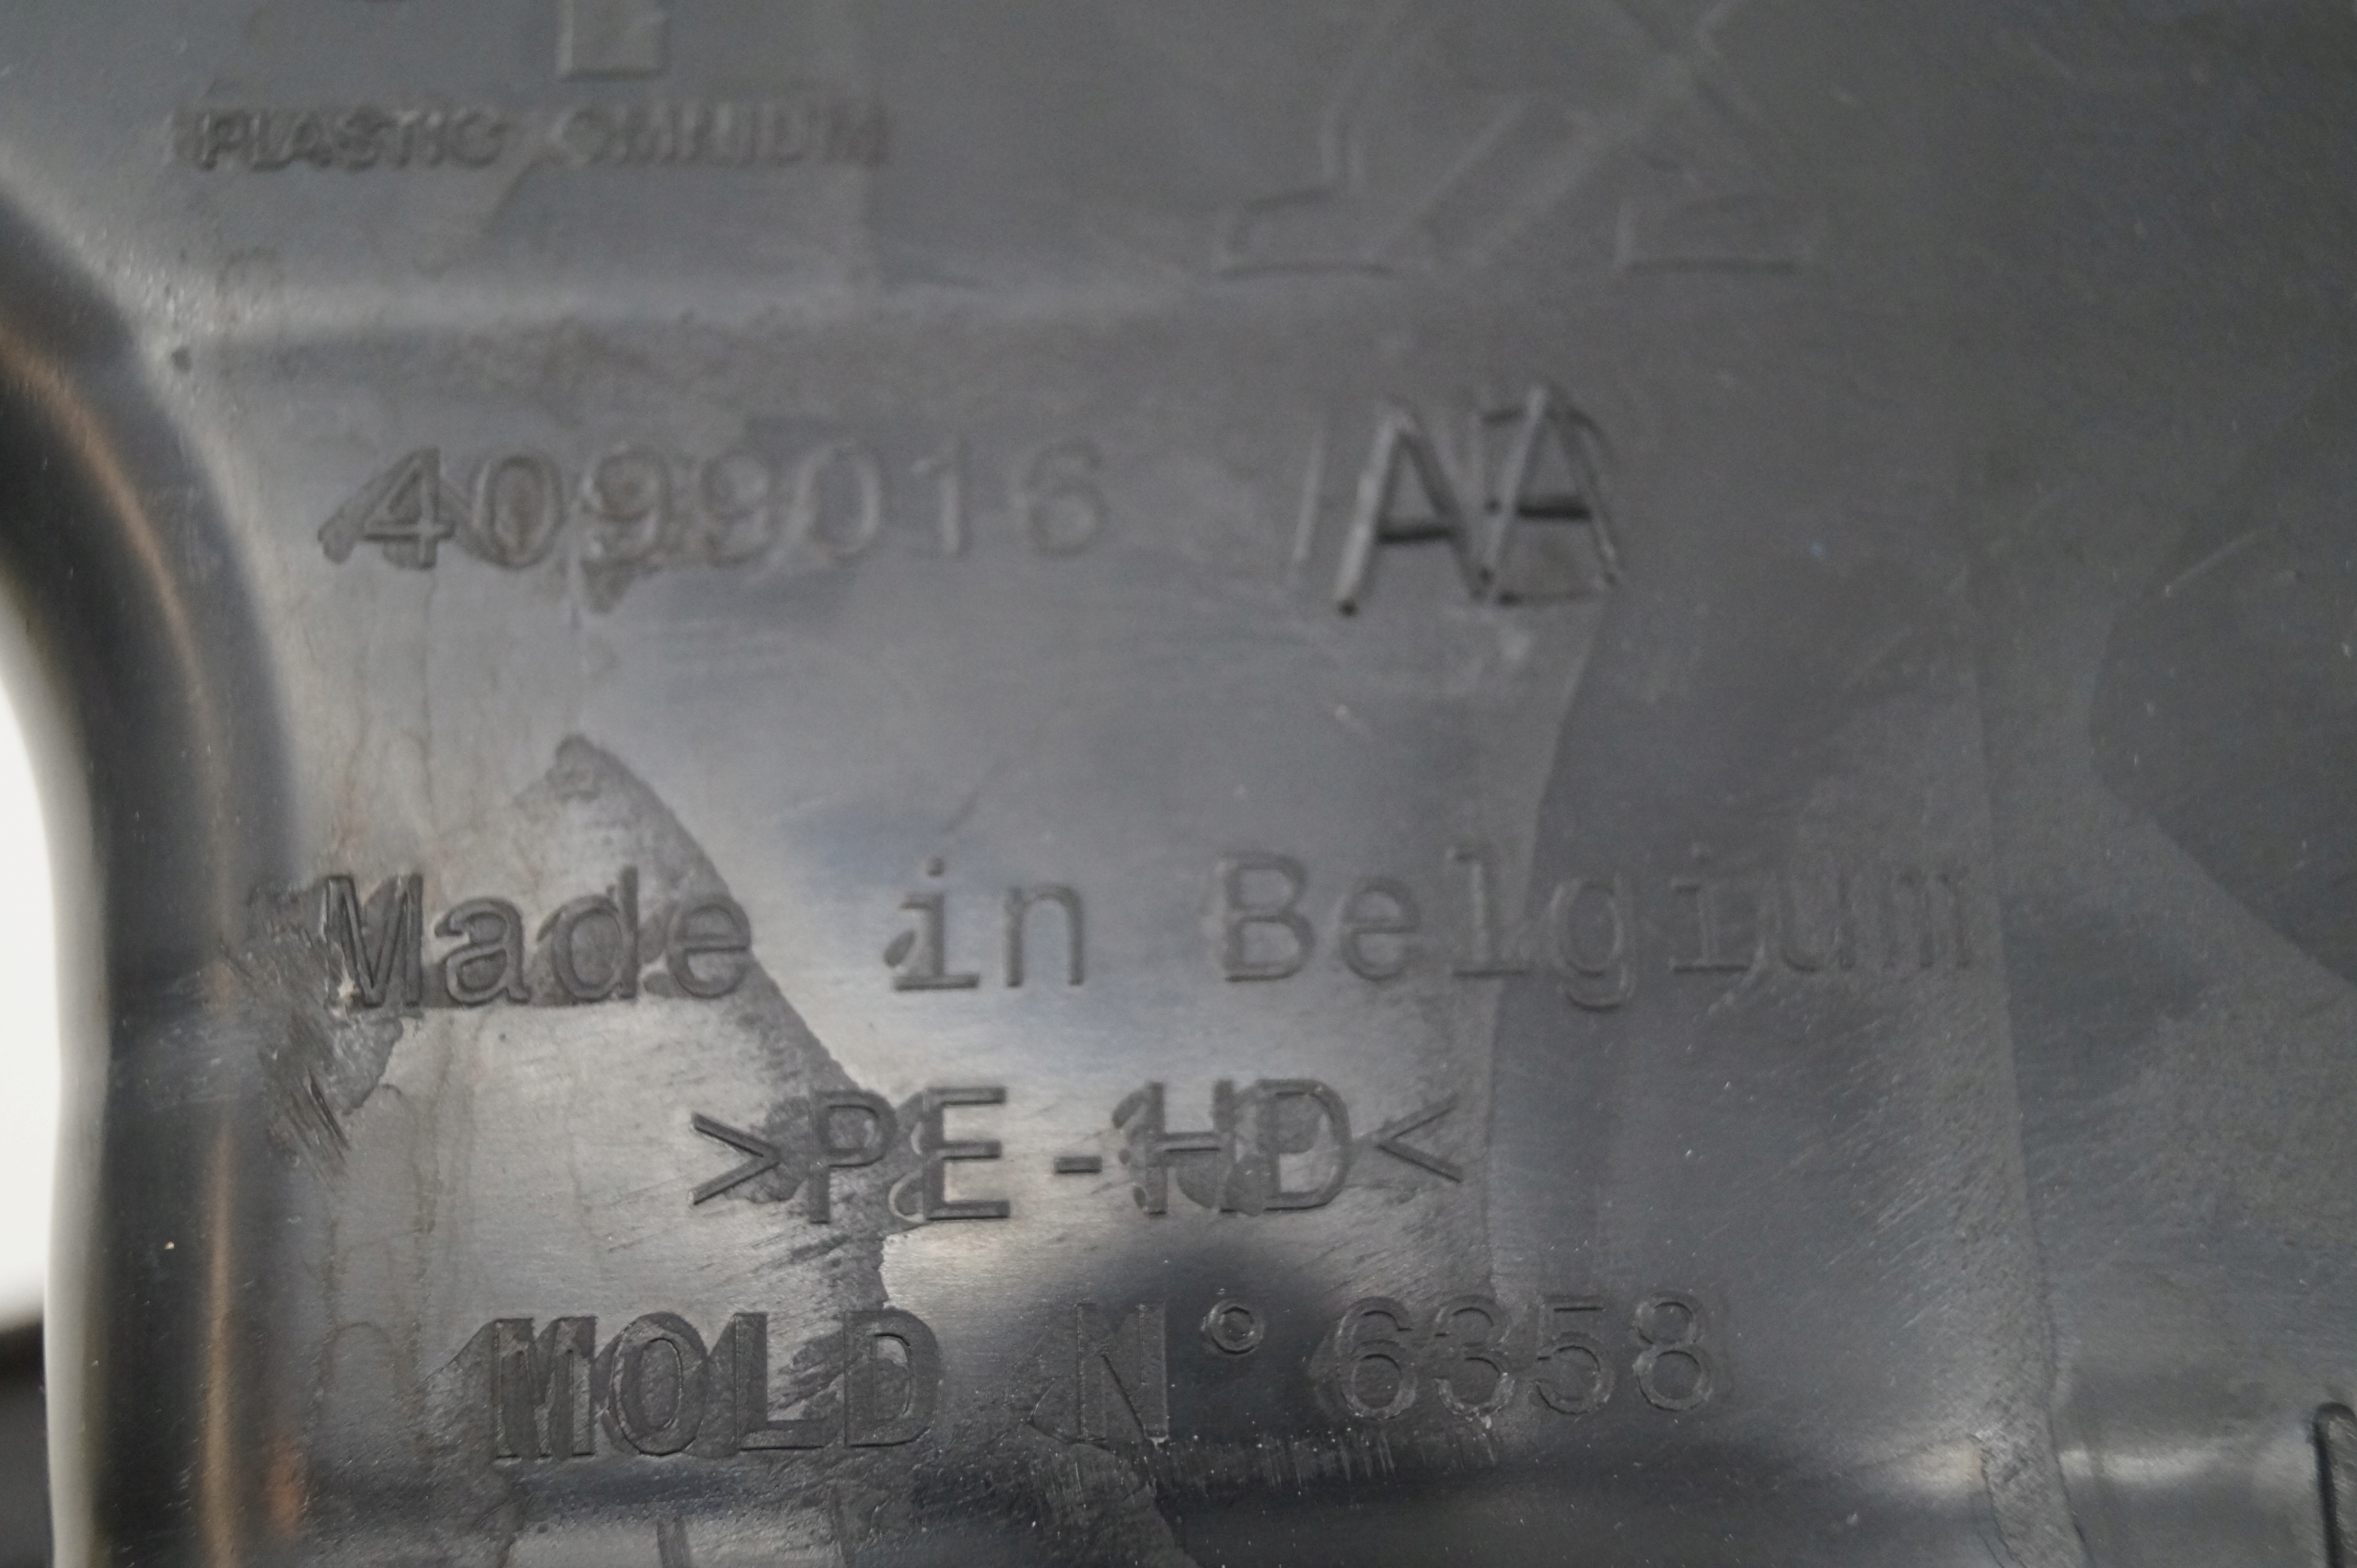 PLASTIC OMNIUM
4099016 AA
Made in Belgium
>PE-HD<
MOLD N° 6358